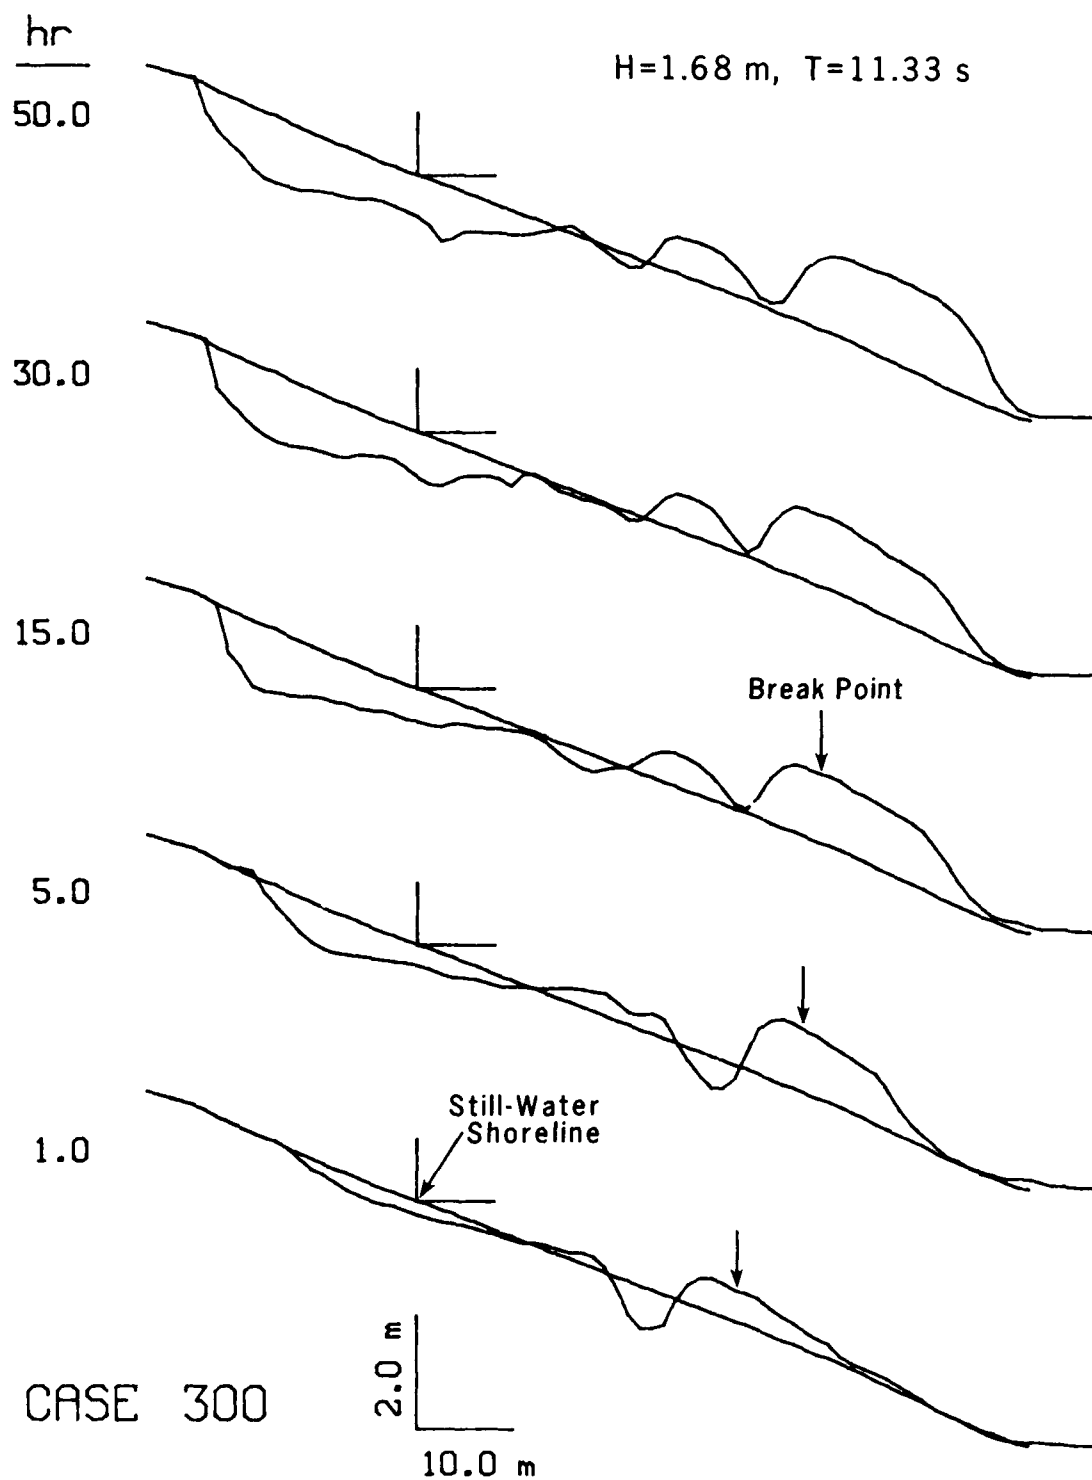 hr
H=1.68 m, T=11.33 s
50.0
30.0
15.0
Break Point
5.0
Still-Water
Shoreline
1.0
2.0 m
CASE 300
10.0 m